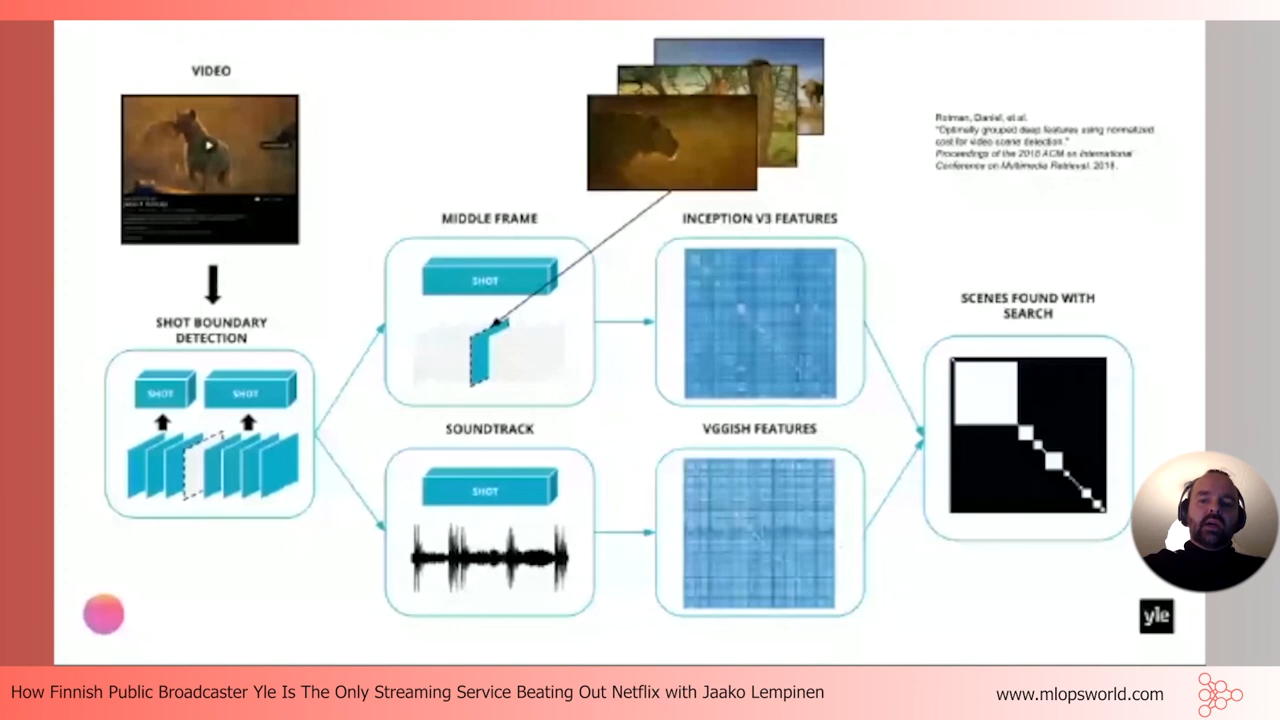 VIDEO
SHOT BOUNDARY
DETECTION
SHOT
SHOT
MIDDLE FRAME
SHOT
SOUNDTRACK
SHOT
INCEPTION V3 FEATURES
VGGISH FEATURES
Rotman, Daniel, et al.
"Optimally grouped deep features using normalized
cost for video scene detection."
Proceedings of the 2018 ACM on International
Conference on Multimedia Retrieval. 2018.
SCENES FOUND WITH
SEARCH
yle
How Finnish Public Broadcaster Yle Is The Only Streaming Service Beating Out Netflix with Jaako Lempinen
www.mlopsworld.com